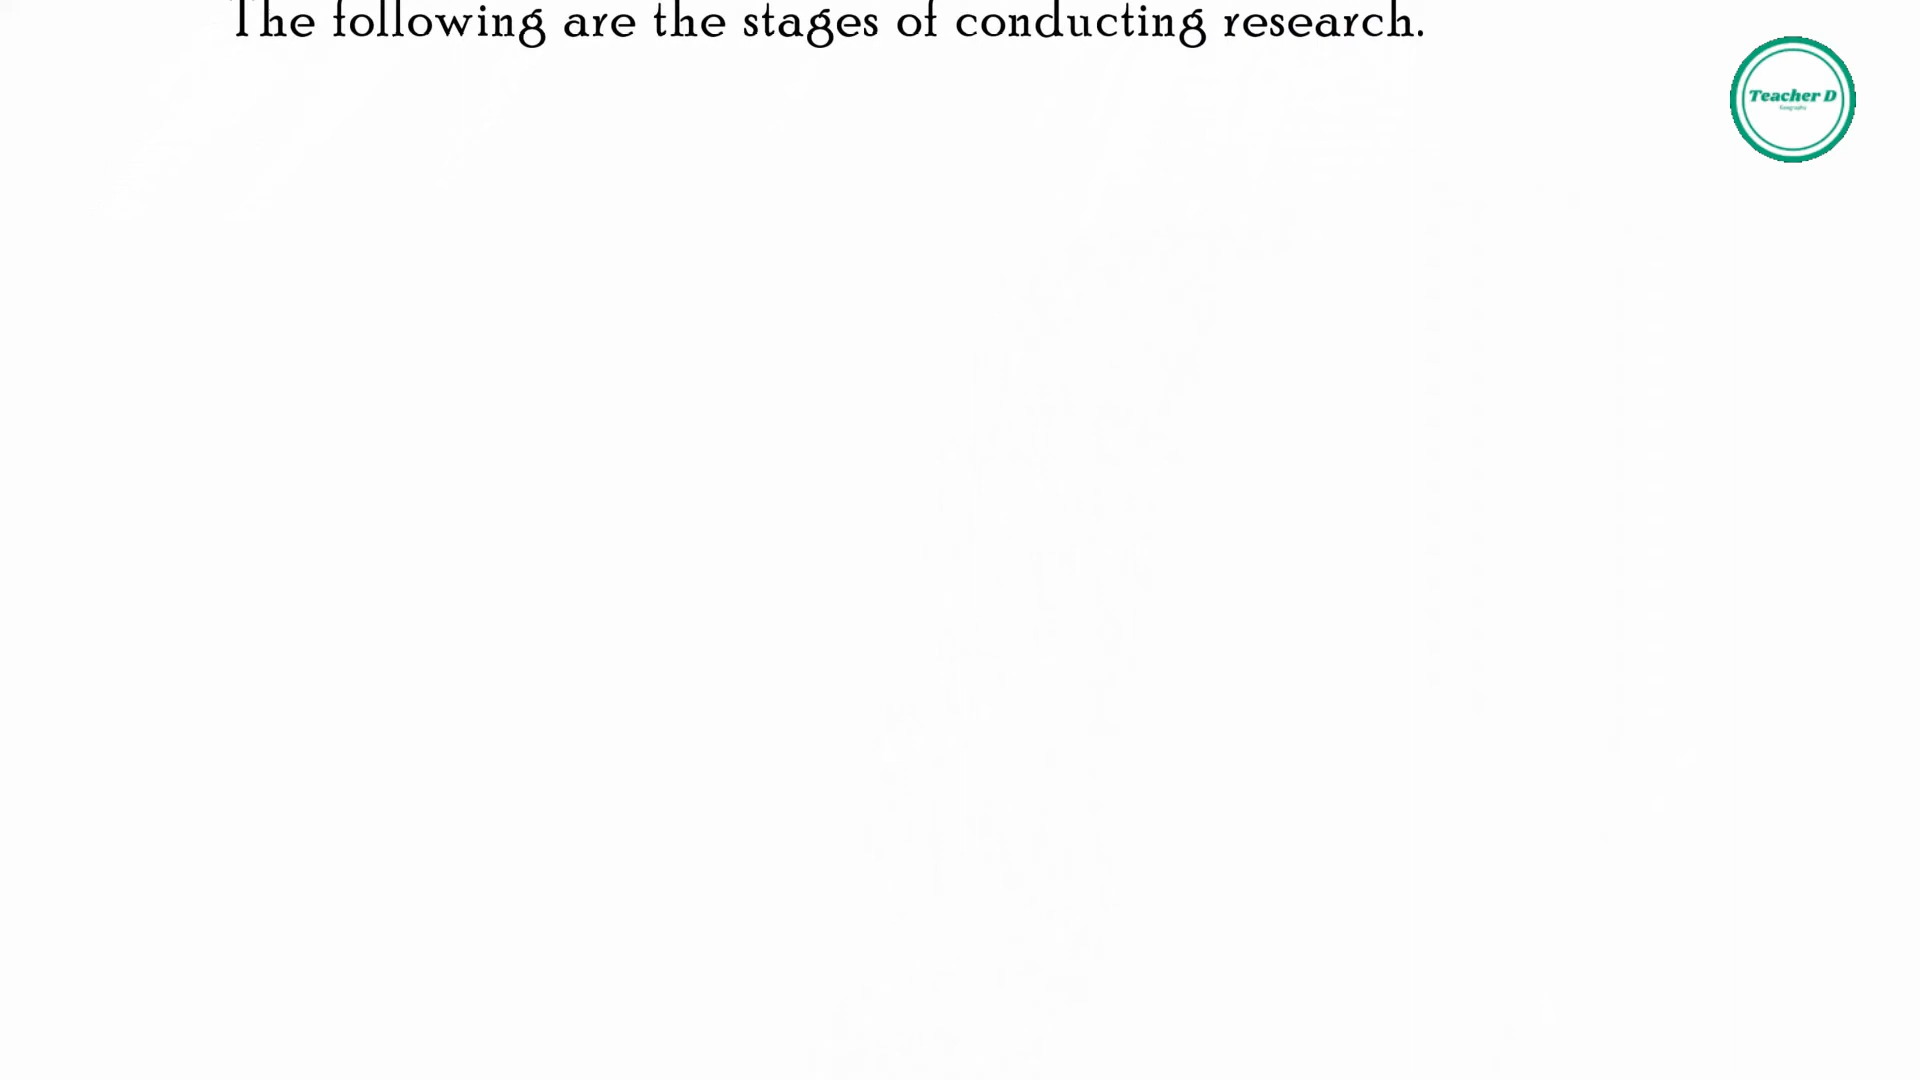 The following are the stages of conducting research.
Teacher D